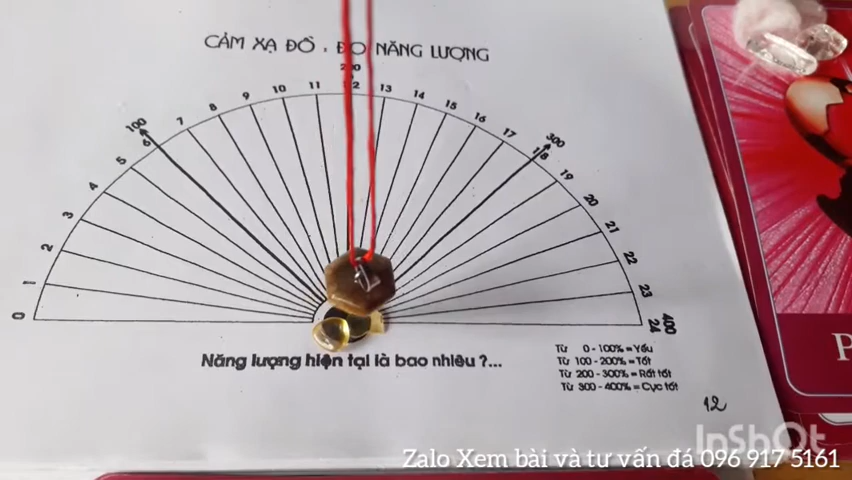 CẢM XẠ ĐỒ . ĐO NĂNG LƯỢNG
200
0 1 2 3 4 5 6 7 8 9 10 11 12 13 14 15 16 17 18 19 20 21 22 23 24
100
300
400
Năng lượng hiện tại là bao nhiêu ?...
Từ 0 - 100% = Yếu
Từ 100 - 200% = Tốt
Từ 200 - 300% = Rất tốt
Từ 300 - 400% = Cực tốt
12
P
InShOt
Zalo Xem bài và tư vấn đá 096 917 5161